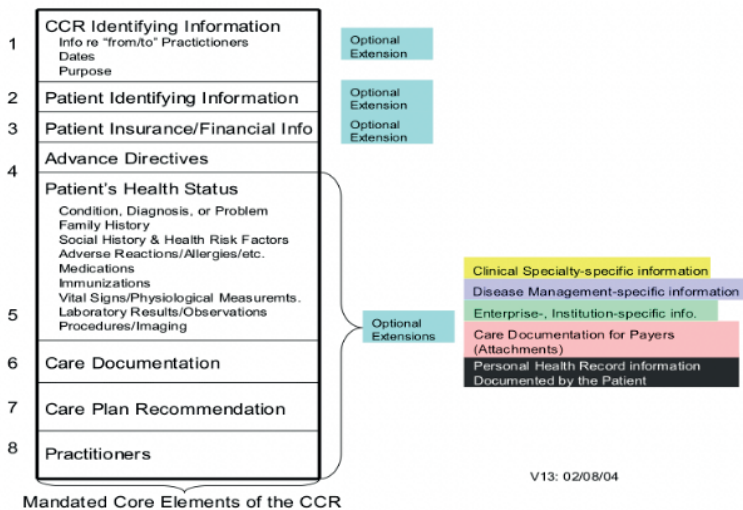 1
CCR Identifying Information
Info re "from/to" Practictioners
Dates
Purpose
Optional
Extension
2
Patient Identifying Information
Optional
Extension
3
Patient Insurance/Financial Info
Optional
Extension
4
Advance Directives
Patient's Health Status
Condition, Diagnosis, or Problem
Family History
Social History & Health Risk Factors
Adverse Reactions/Allergies/etc.
Medications
Immunizations
Vital Signs/Physiological Measuremts.
Laboratory Results/Observations
5
Procedures/Imaging
6
Care Documentation
7
Care Plan Recommendation
8
Practitioners
Mandated Core Elements of the CCR
Optional
Extensions
Clinical Specialty-specific information
Disease Management-specific information
Enterprise-, Institution-specific info.
Care Documentation for Payers
(Attachments)
Personal Health Record information
Documented by the Patient
V13: 02/08/04